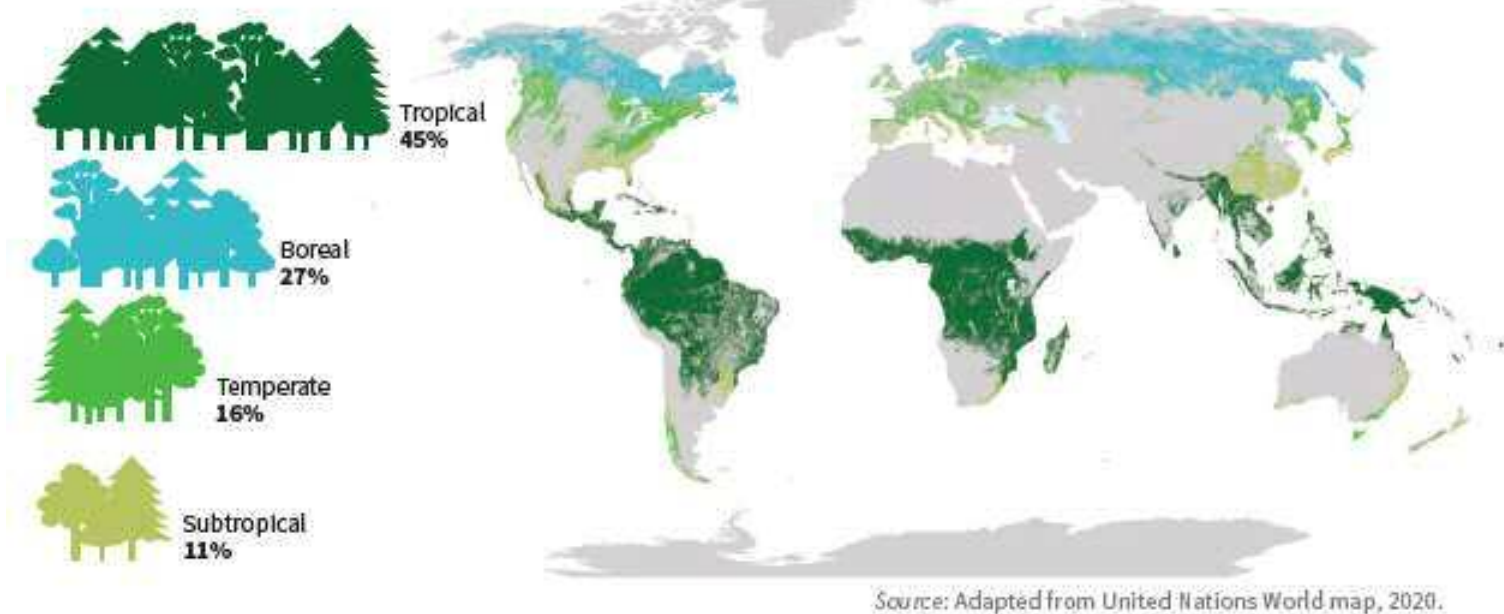 Tropical
45%
Boreal
27%
Temperate
16%
Subtropical
11%
Source: Adapted from United Nations World map, 2020.